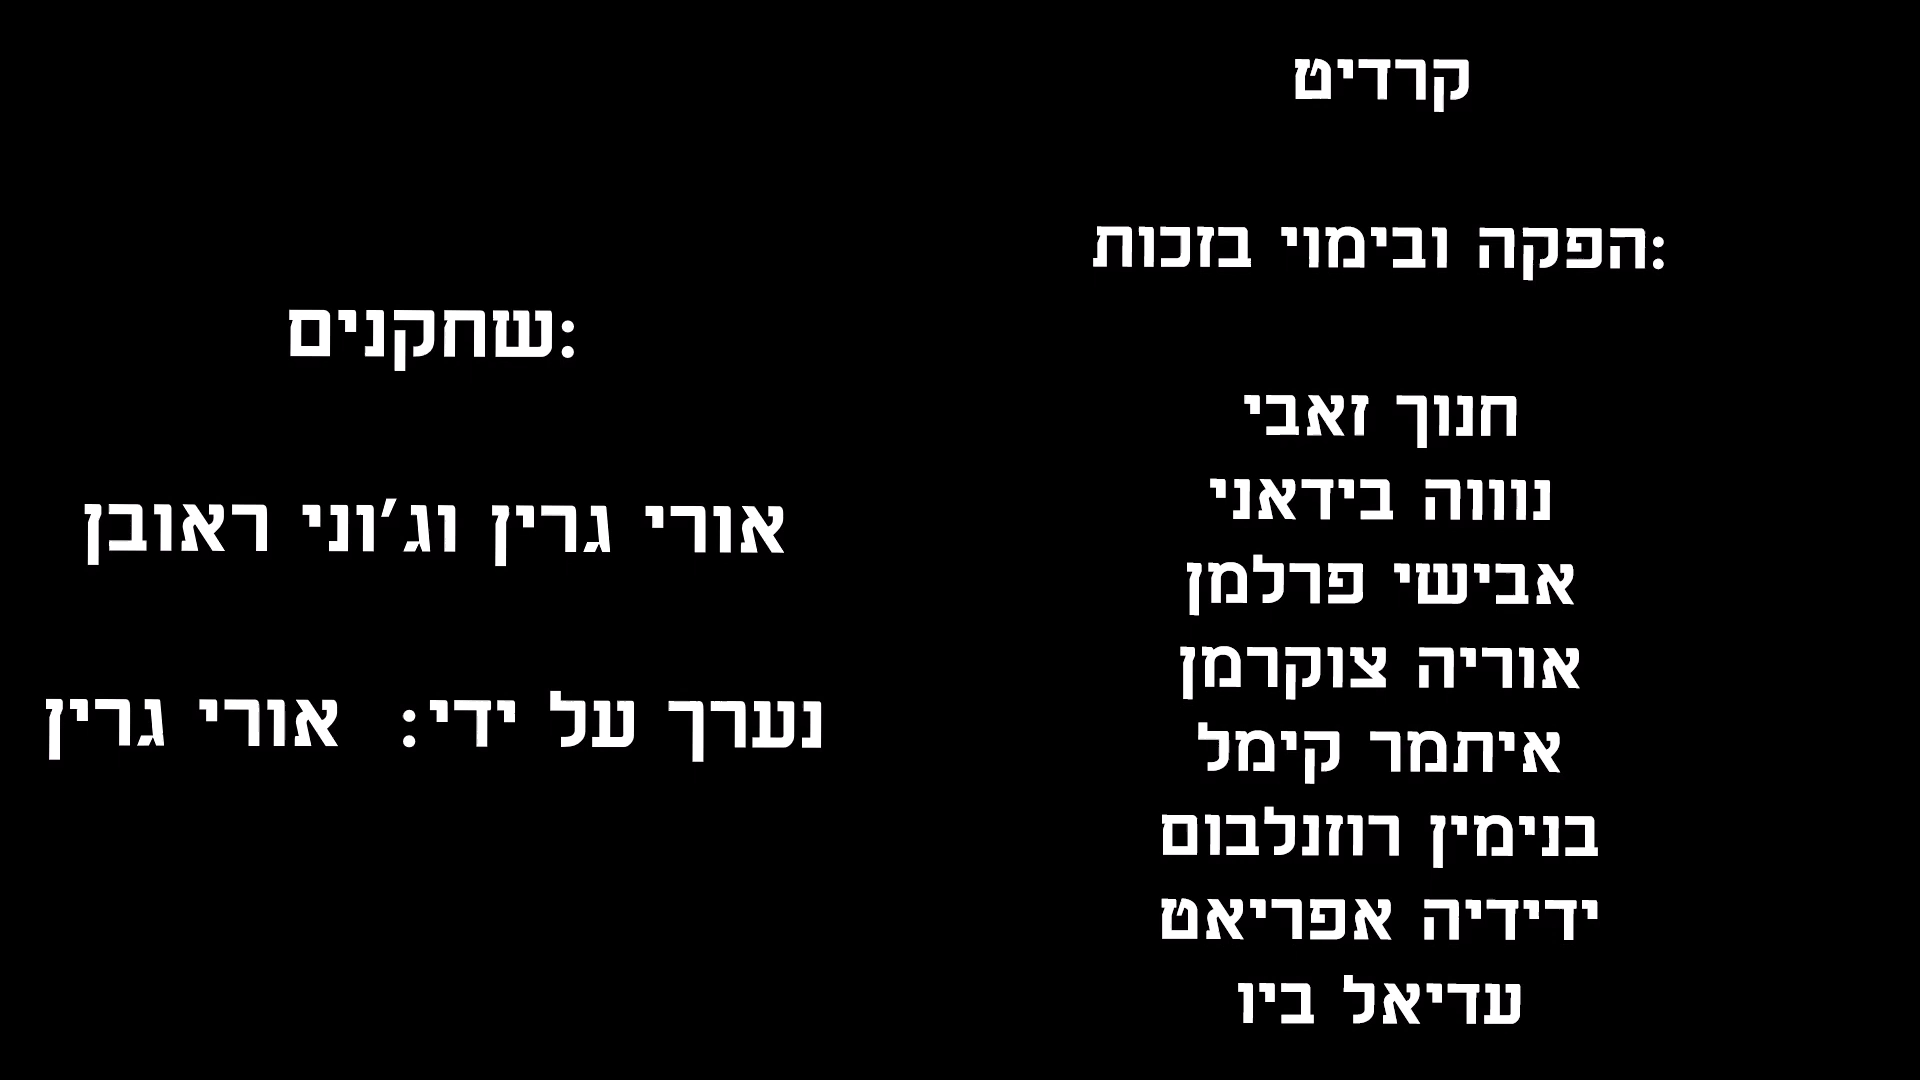 קרדיט
הפקה ובימוי בזכות:
חנוך זאבי
נוווה בידאני
אבישי פרלמן
אוריה צוקרמן
איתמר קימל
בנימין רוזנלבום
ידידיה אפריאט
עדיאל ביו
שחקנים:
אורי גרין וג'וני ראובן
נערך על ידי: אורי גרין